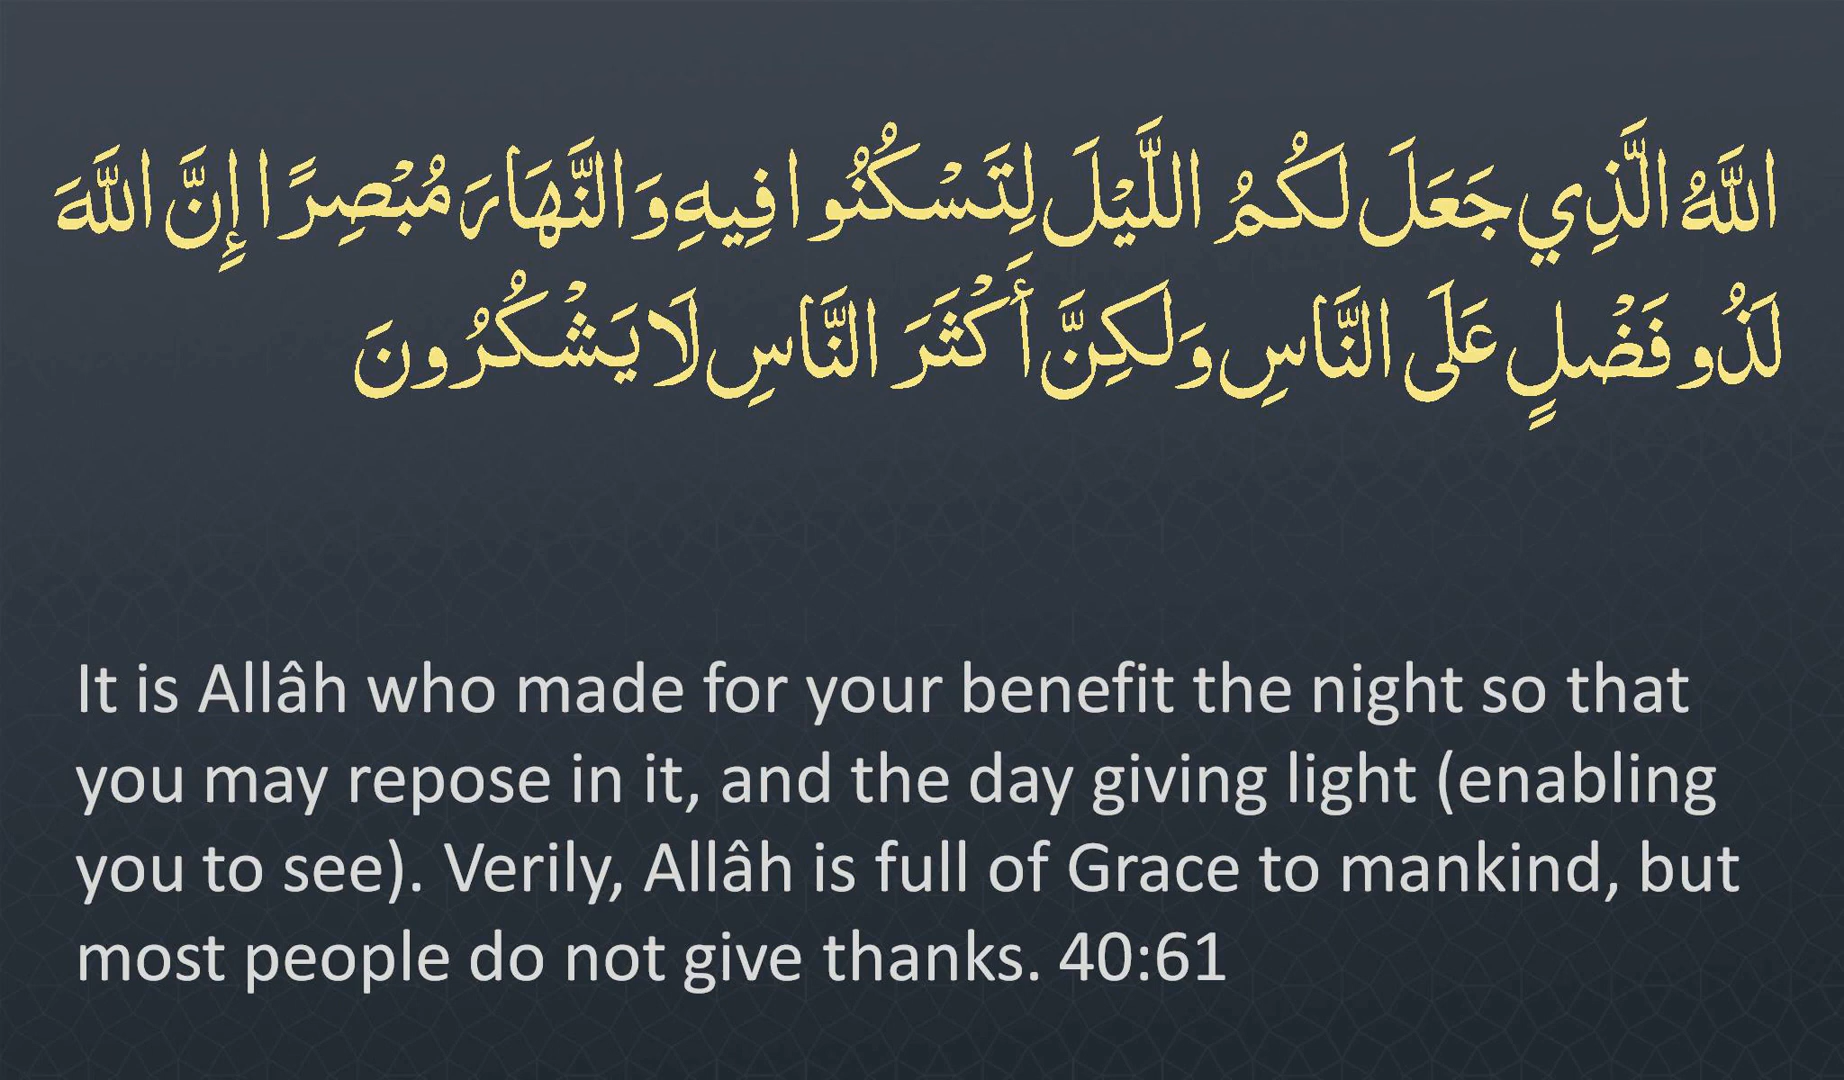 اللَّهُ الَّذِي جَعَلَ لَكُمُ اللَّيْلَ لِتَسْكُنُوا فِيهِ وَالنَّهَارَ مُبْصِرًا إِنَّ اللَّهَ
لَذُو فَضْلٍ عَلَى النَّاسِ وَلَكِنَّ أَكْثَرَ النَّاسِ لَا يَشْكُرُونَ
It is Allâh who made for your benefit the night so that
you may repose in it, and the day giving light (enabling
you to see). Verily, Allâh is full of Grace to mankind, but
most people do not give thanks. 40:61